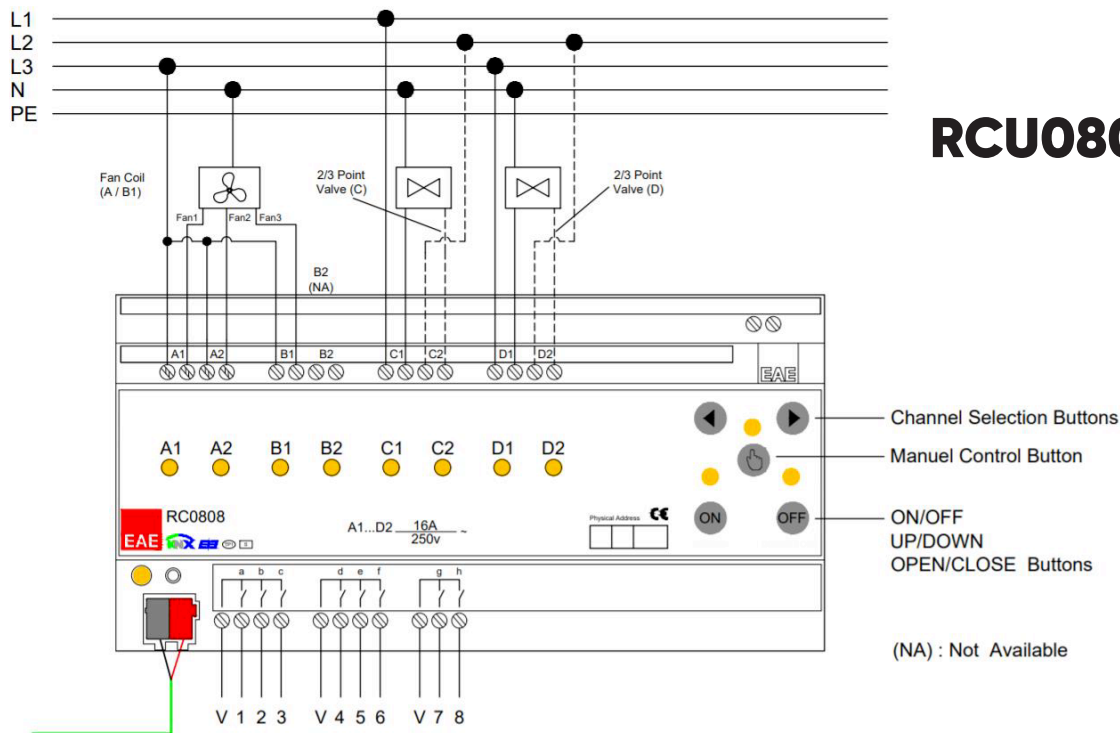 L1
L2
L3
N
PE
RCU080
Fan Coil
(A / B1)
2/3 Point
Valve (C)
2/3 Point
Valve (D)
Fan1
Fan2
Fan3
B2
(NA)
A1
A2
B1
B2
C1
C2
D1
D2
EAE
A1
A2
B1
B2
C1
C2
D1
D2
Channel Selection Buttons
Manuel Control Button
RC0808
EAE KNX
A1...D2 16A
250v ~
Physical Address CE
ON
OFF
ON/OFF
UP/DOWN
OPEN/CLOSE Buttons
a b c
d e f
g h
(NA) : Not Available
V 1 2 3
V 4 5 6
V 7 8